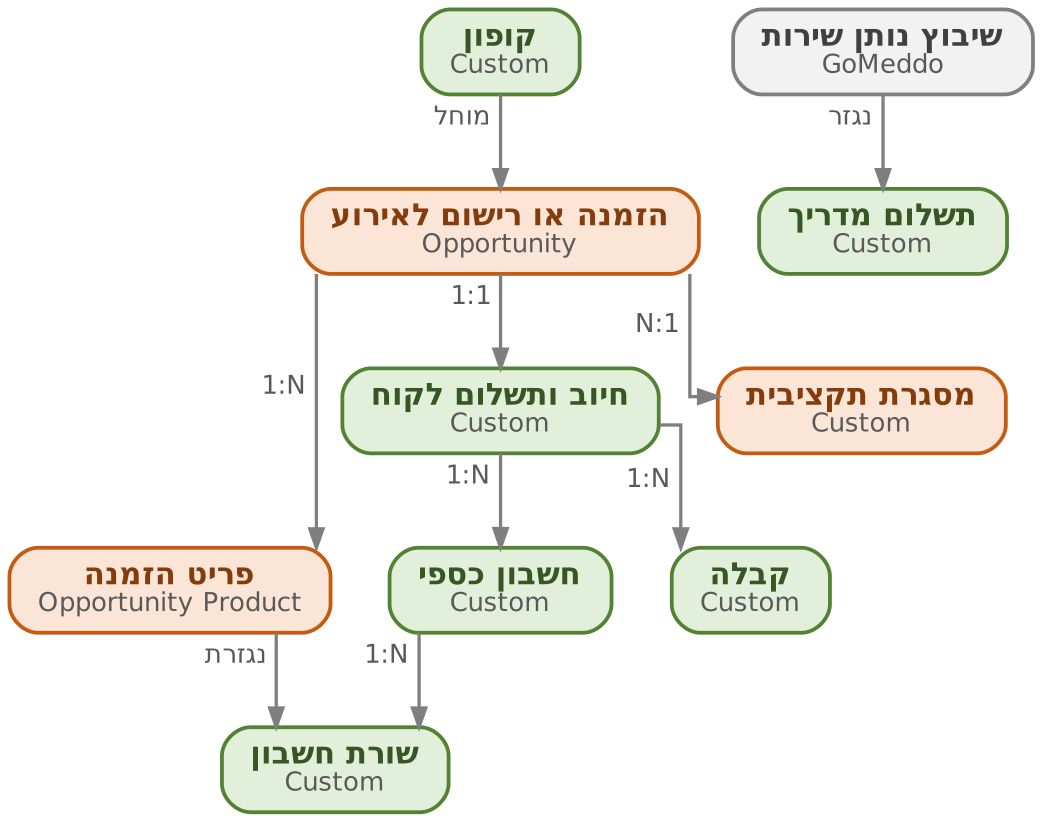 קופון
Custom
שיבוץ נותן שירות
GoMeddo
מוחל
נגזר
הזמנה או רישום לאירוע
Opportunity
תשלום מדריך
Custom
1:1
N:1
1:N
חיוב ותשלום לקוח
Custom
מסגרת תקציבית
Custom
1:N
1:N
פריט הזמנה
Opportunity Product
חשבון כספי
Custom
קבלה
Custom
נגזרת
1:N
שורת חשבון
Custom